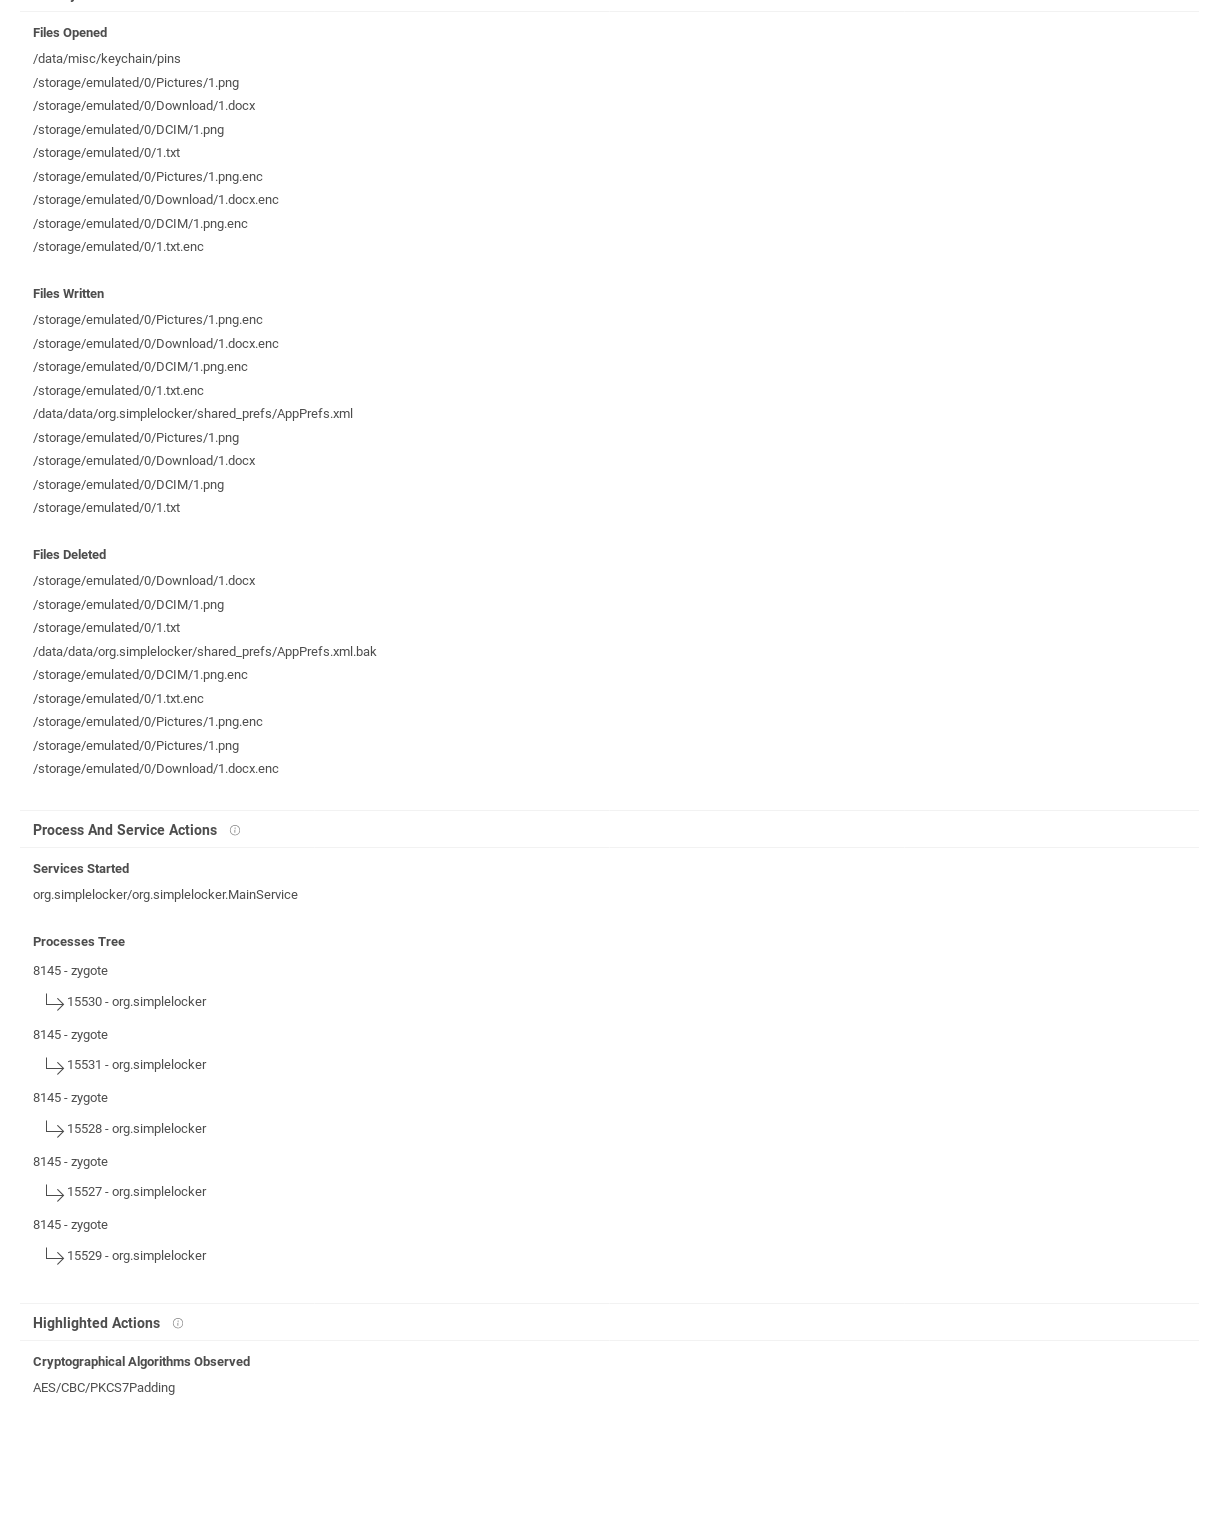 Files Opened
/data/misc/keychain/pins
/storage/emulated/0/Pictures/1.png
/storage/emulated/0/Download/1.docx
/storage/emulated/0/DCIM/1.png
/storage/emulated/0/1.txt
/storage/emulated/0/Pictures/1.png.enc
/storage/emulated/0/Download/1.docx.enc
/storage/emulated/0/DCIM/1.png.enc
/storage/emulated/0/1.txt.enc
Files Written
/storage/emulated/0/Pictures/1.png.enc
/storage/emulated/0/Download/1.docx.enc
/storage/emulated/0/DCIM/1.png.enc
/storage/emulated/0/1.txt.enc
/data/data/org.simplelocker/shared_prefs/AppPrefs.xml
/storage/emulated/0/Pictures/1.png
/storage/emulated/0/Download/1.docx
/storage/emulated/0/DCIM/1.png
/storage/emulated/0/1.txt
Files Deleted
/storage/emulated/0/Download/1.docx
/storage/emulated/0/DCIM/1.png
/storage/emulated/0/1.txt
/data/data/org.simplelocker/shared_prefs/AppPrefs.xml.bak
/storage/emulated/0/DCIM/1.png.enc
/storage/emulated/0/1.txt.enc
/storage/emulated/0/Pictures/1.png.enc
/storage/emulated/0/Pictures/1.png
/storage/emulated/0/Download/1.docx.enc
Process And Service Actions
Services Started
org.simplelocker/org.simplelocker.MainService
Processes Tree
8145 - zygote
15530 - org.simplelocker
8145 - zygote
15531 - org.simplelocker
8145 - zygote
15528 - org.simplelocker
8145 - zygote
15527 - org.simplelocker
8145 - zygote
15529 - org.simplelocker
Highlighted Actions
Cryptographical Algorithms Observed
AES/CBC/PKCS7Padding